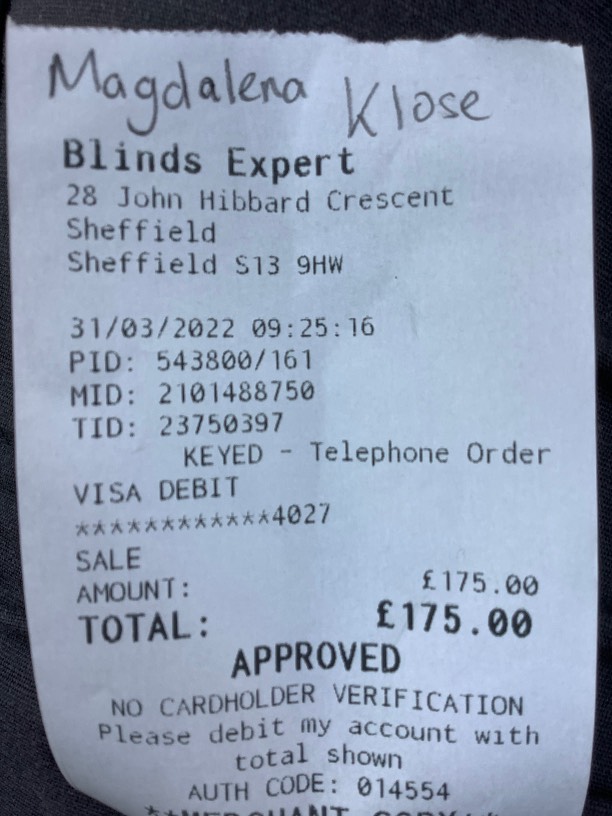 Magdalena Klose
Blinds Expert
28 John Hibbard Crescent
Sheffield
Sheffield S13 9HW
31/03/2022 09:25:16
PID: 543800/161
MID: 2101488750
TID: 23750397
KEYED - Telephone Order
VISA DEBIT
************4027
SALE
AMOUNT: £175.00
TOTAL: £175.00
APPROVED
NO CARDHOLDER VERIFICATION
Please debit my account with
total shown
AUTH CODE: 014554
**MERCHANT COPY**